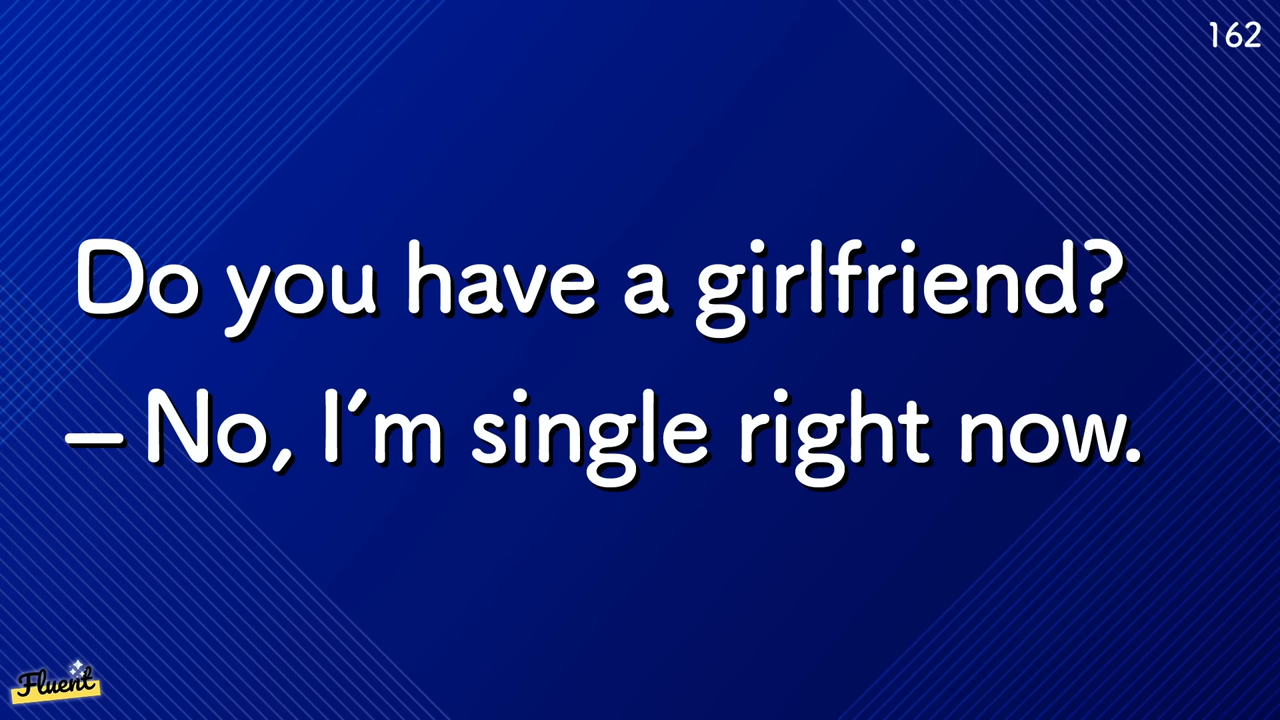 162
Do you have a girlfriend?
– No, I´m single right now.
Fluent